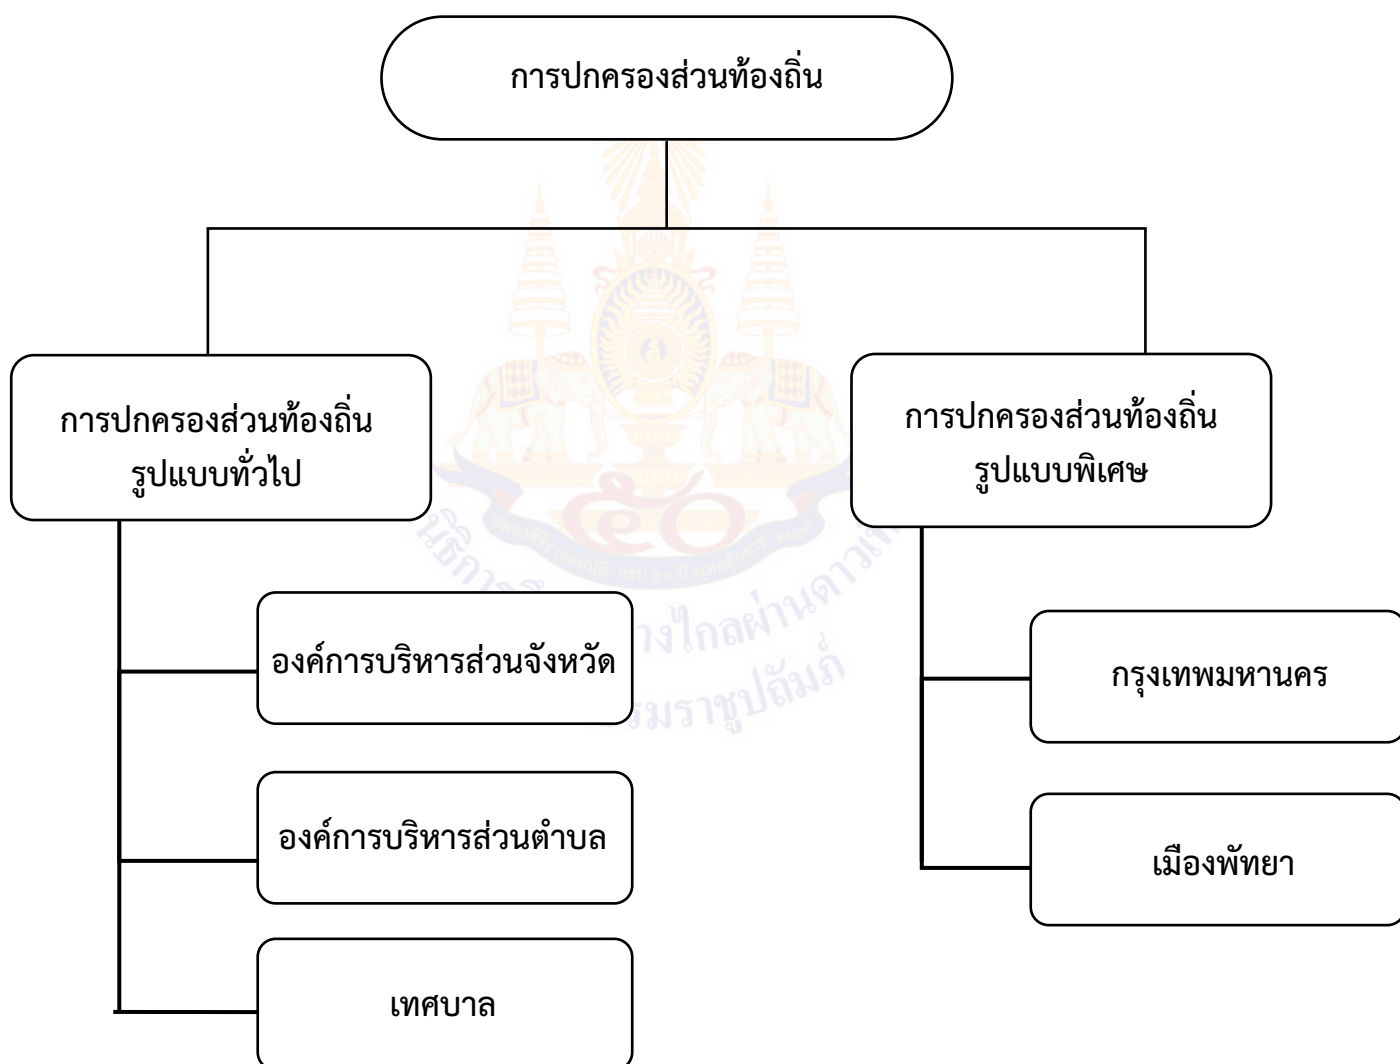 การปกครองส่วนท้องถิ่น
การปกครองส่วนท้องถิ่น
รูปแบบทั่วไป
การปกครองส่วนท้องถิ่น
รูปแบบพิเศษ
องค์การบริหารส่วนจังหวัด
องค์การบริหารส่วนตำบล
เทศบาล
กรุงเทพมหานคร
เมืองพัทยา
๕๐